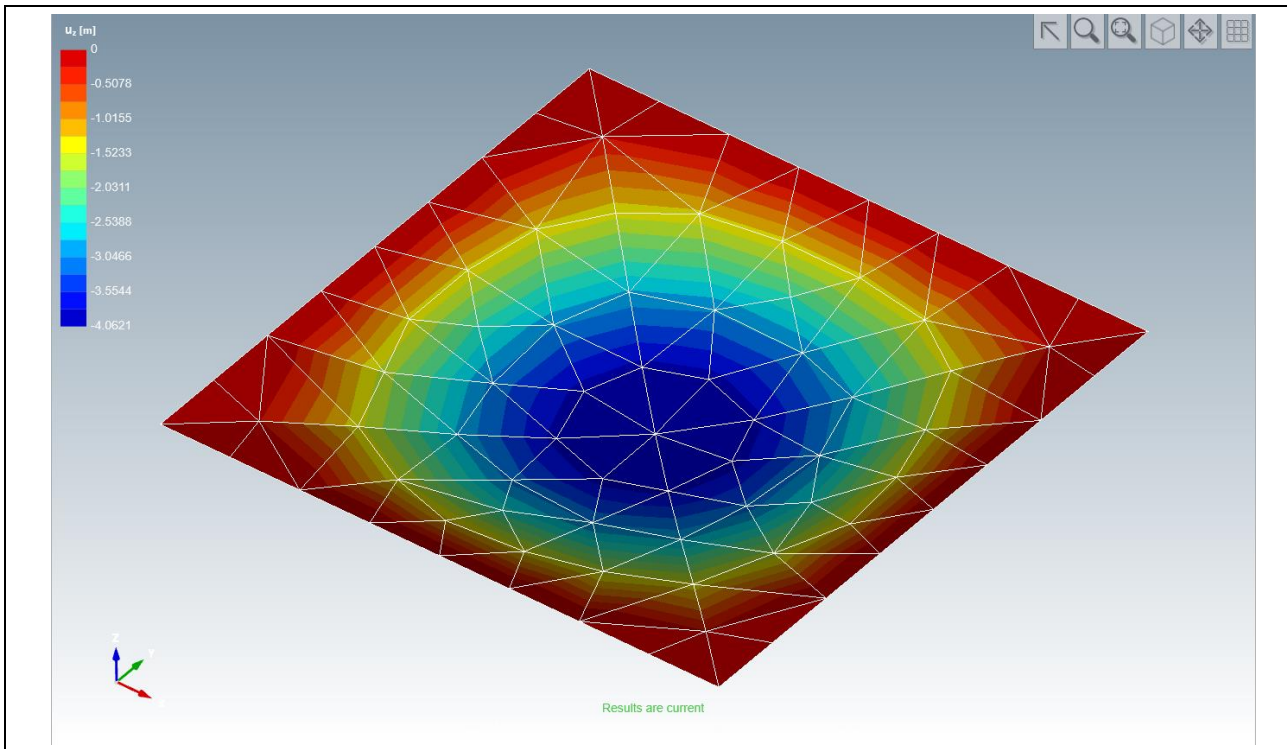 u_z [m]
0
-0.5078
-1.0155
-1.5233
-2.0311
-2.5388
-3.0466
-3.5544
-4.0621
Z
Y
Results are current